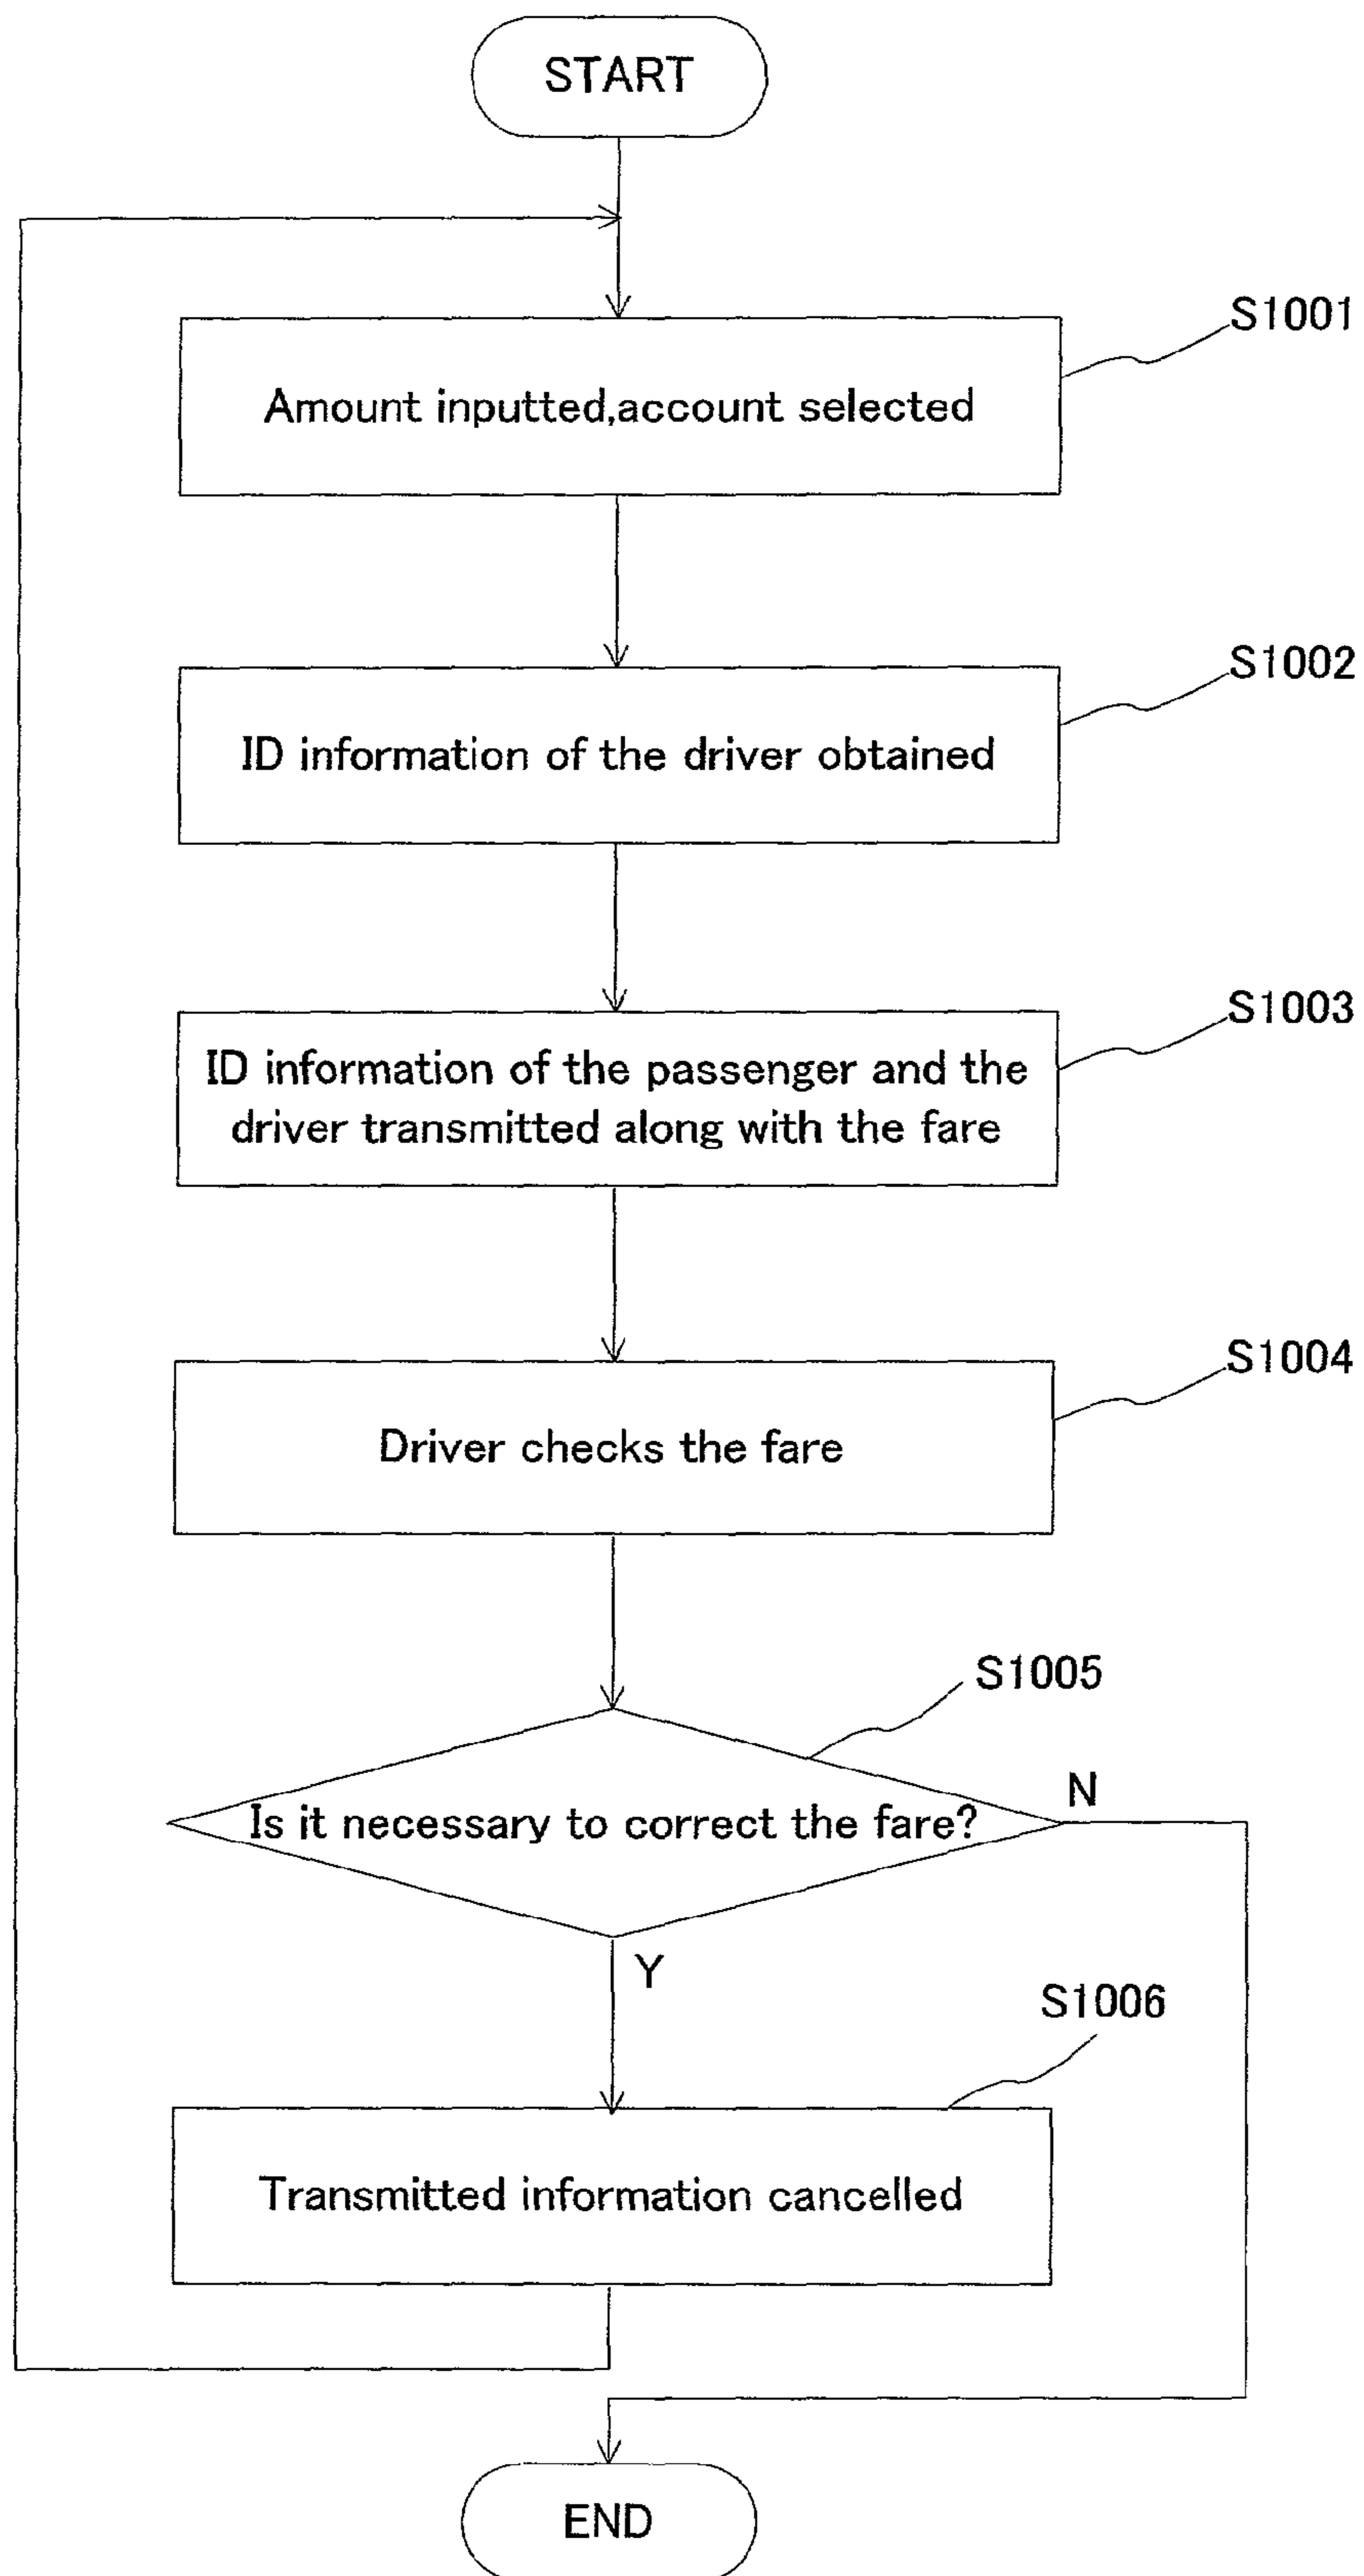 START
S1001
Amount inputted,account selected
S1002
ID information of the driver obtained
S1003
ID information of the passenger and the
driver transmitted along with the fare
S1004
Driver checks the fare
S1005
Is it necessary to correct the fare?
N
Y
S1006
Transmitted information cancelled
END